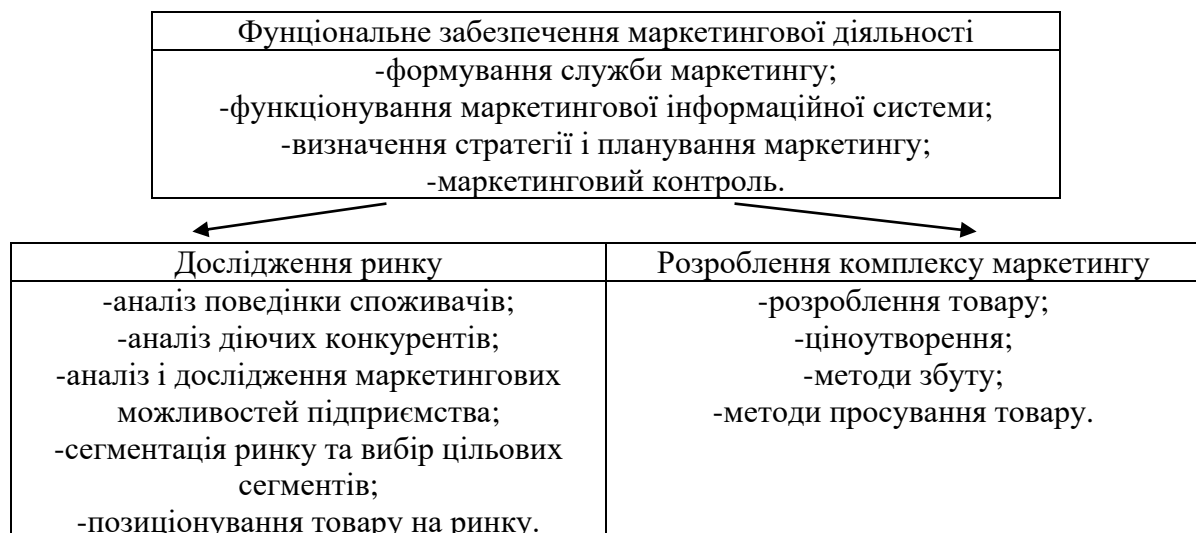 Фунціональне забезпечення маркетингової діяльності
-формування служби маркетингу;
-функціонування маркетингової інформаційної системи;
-визначення стратегії і планування маркетингу;
-маркетинговий контроль.
Дослідження ринку
-аналіз поведінки споживачів;
-аналіз діючих конкурентів;
-аналіз і дослідження маркетингових
можливостей підприємства;
-сегментація ринку та вибір цільових
сегментів;
-позиціонування товару на ринку.
Розроблення комплексу маркетингу
-розроблення товару;
-ціноутворення;
-методи збуту;
-методи просування товару.